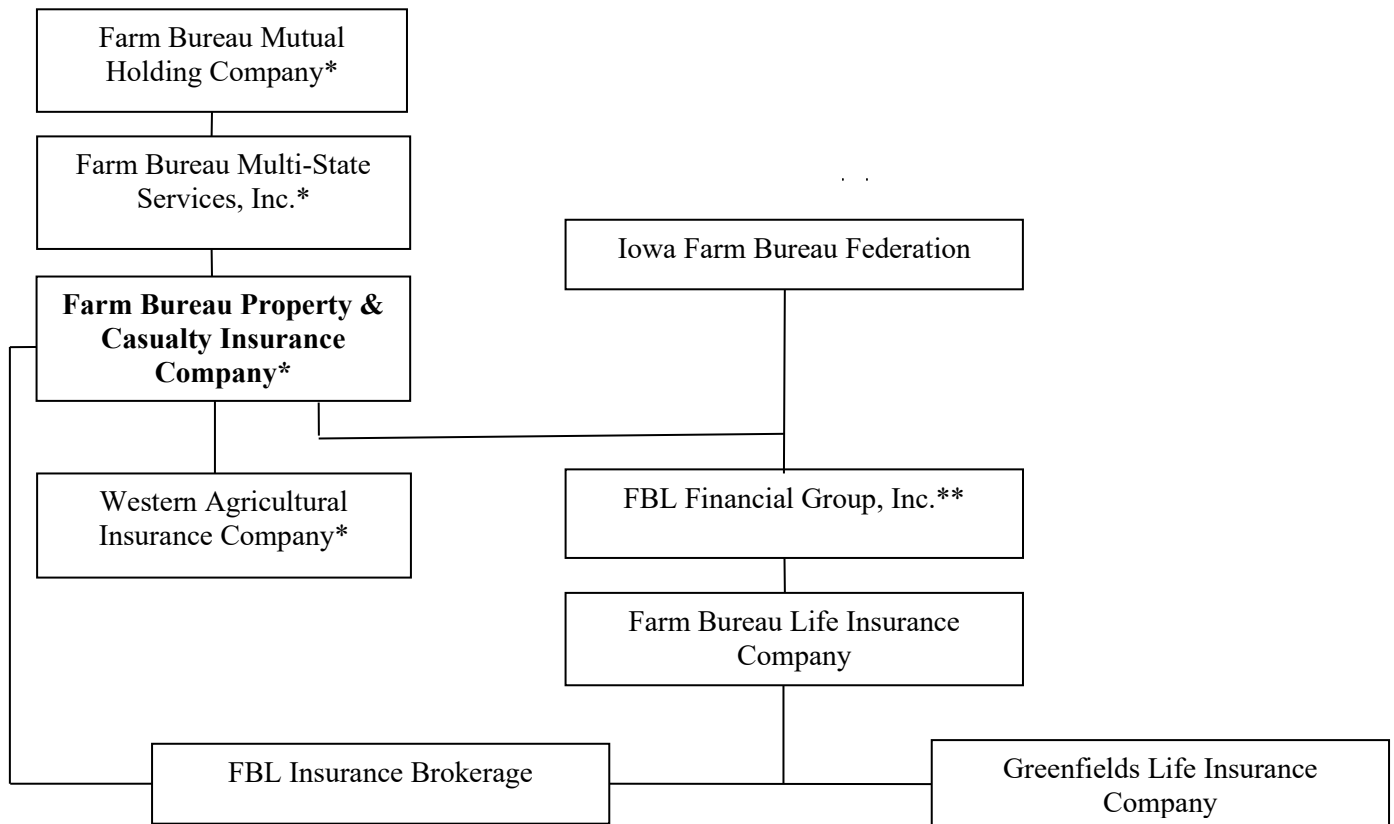 Farm Bureau Mutual
Holding Company*
Farm Bureau Multi-State
Services, Inc.*
Iowa Farm Bureau Federation
Farm Bureau Property &
Casualty Insurance
Company*
Western Agricultural
Insurance Company*
FBL Financial Group, Inc.**
Farm Bureau Life Insurance
Company
FBL Insurance Brokerage
Greenfields Life Insurance
Company